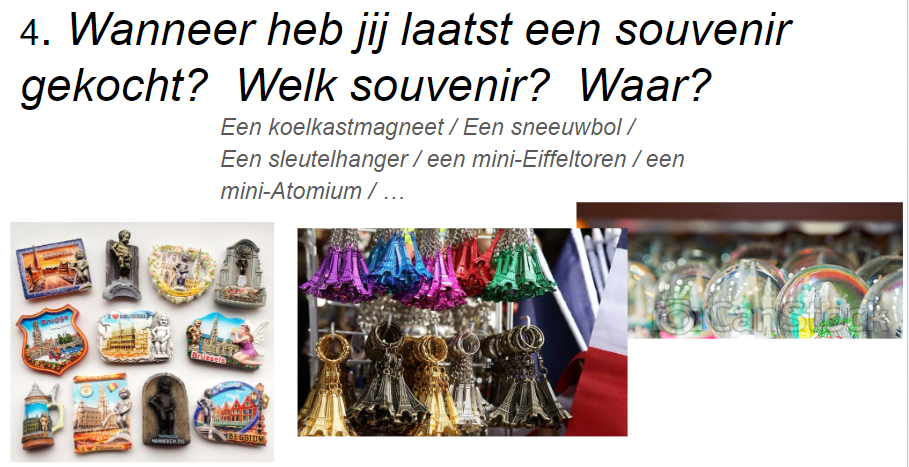 4. Wanneer heb jij laatst een souvenir
gekocht? Welk souvenir? Waar?
Een koelkastmagneet / Een sneeuwbol /
Een sleutelhanger / een mini-Eiffeltoren / een
mini-Atomium / …
Brugge
Brussels
BELGIUM
CanStock